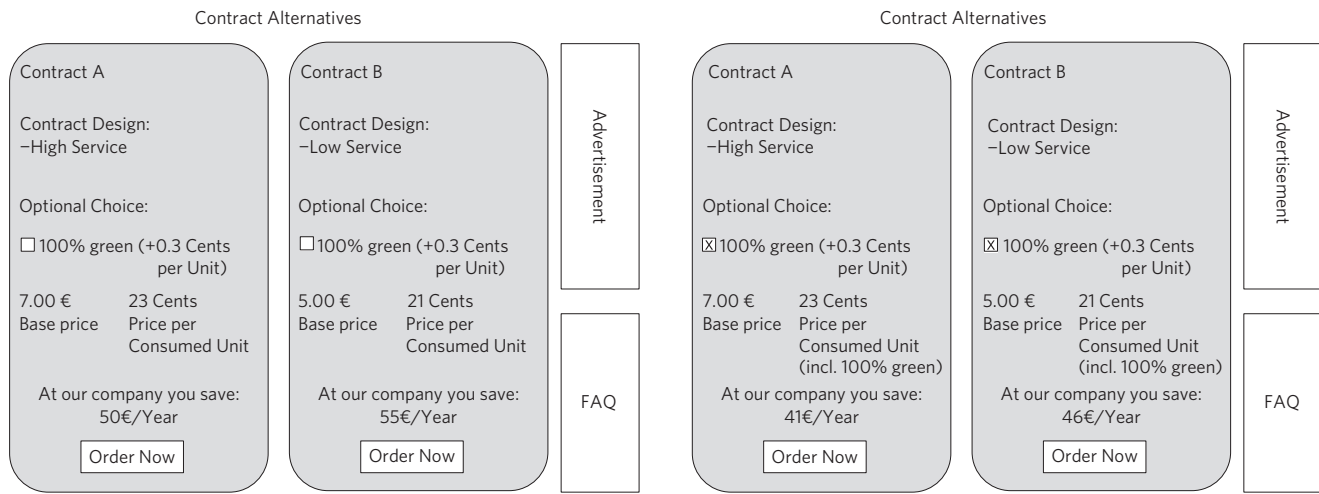 Contract Alternatives
Contract A
Contract Design:
–High Service
Optional Choice:
100% green (+0.3 Cents
per Unit)
7.00 €
Base price
23 Cents
Price per
Consumed Unit
At our company you save:
50€/Year
Order Now
Contract B
Contract Design:
–Low Service
Optional Choice:
100% green (+0.3 Cents
per Unit)
5.00 €
Base price
21 Cents
Price per
Consumed Unit
At our company you save:
55€/Year
Order Now
Advertisement
FAQ
Contract Alternatives
Contract A
Contract Design:
–High Service
Optional Choice:
X 100% green (+0.3 Cents
per Unit)
7.00 €
Base price
23 Cents
Price per
Consumed Unit
(incl. 100% green)
At our company you save:
41€/Year
Order Now
Contract B
Contract Design:
–Low Service
Optional Choice:
X 100% green (+0.3 Cents
per Unit)
5.00 €
Base price
21 Cents
Price per
Consumed Unit
(incl. 100% green)
At our company you save:
46€/Year
Order Now
Advertisement
FAQ